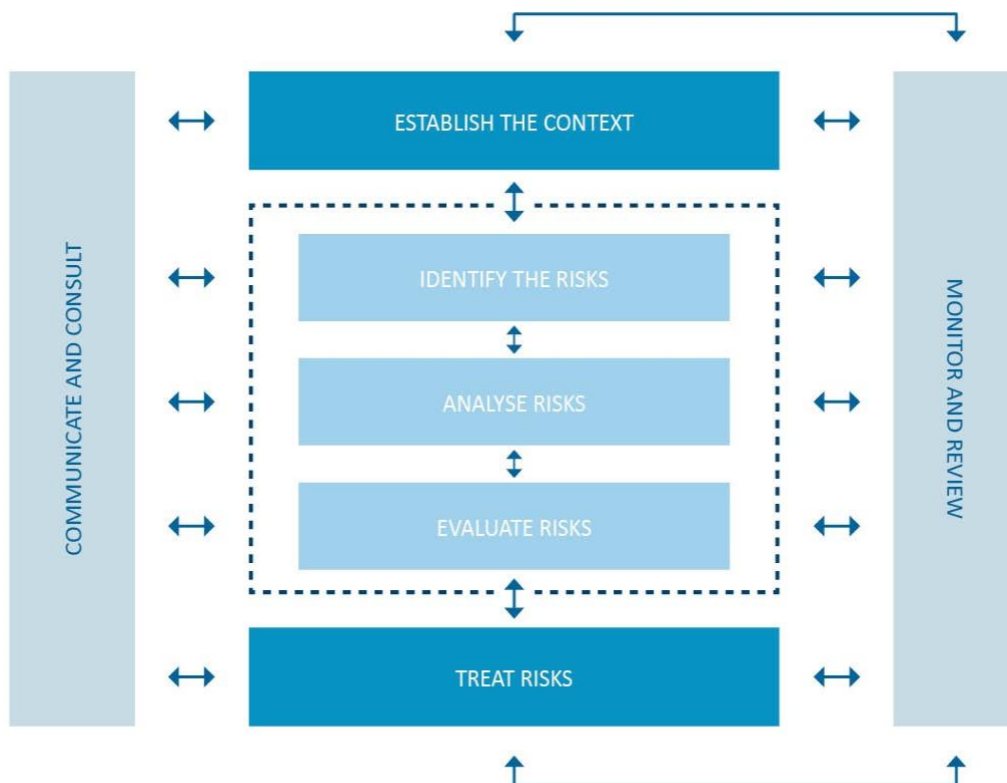 ESTABLISH THE CONTEXT
COMMUNICATE AND CONSULT
IDENTIFY THE RISKS
ANALYSE RISKS
EVALUATE RISKS
TREAT RISKS
MONITOR AND REVIEW